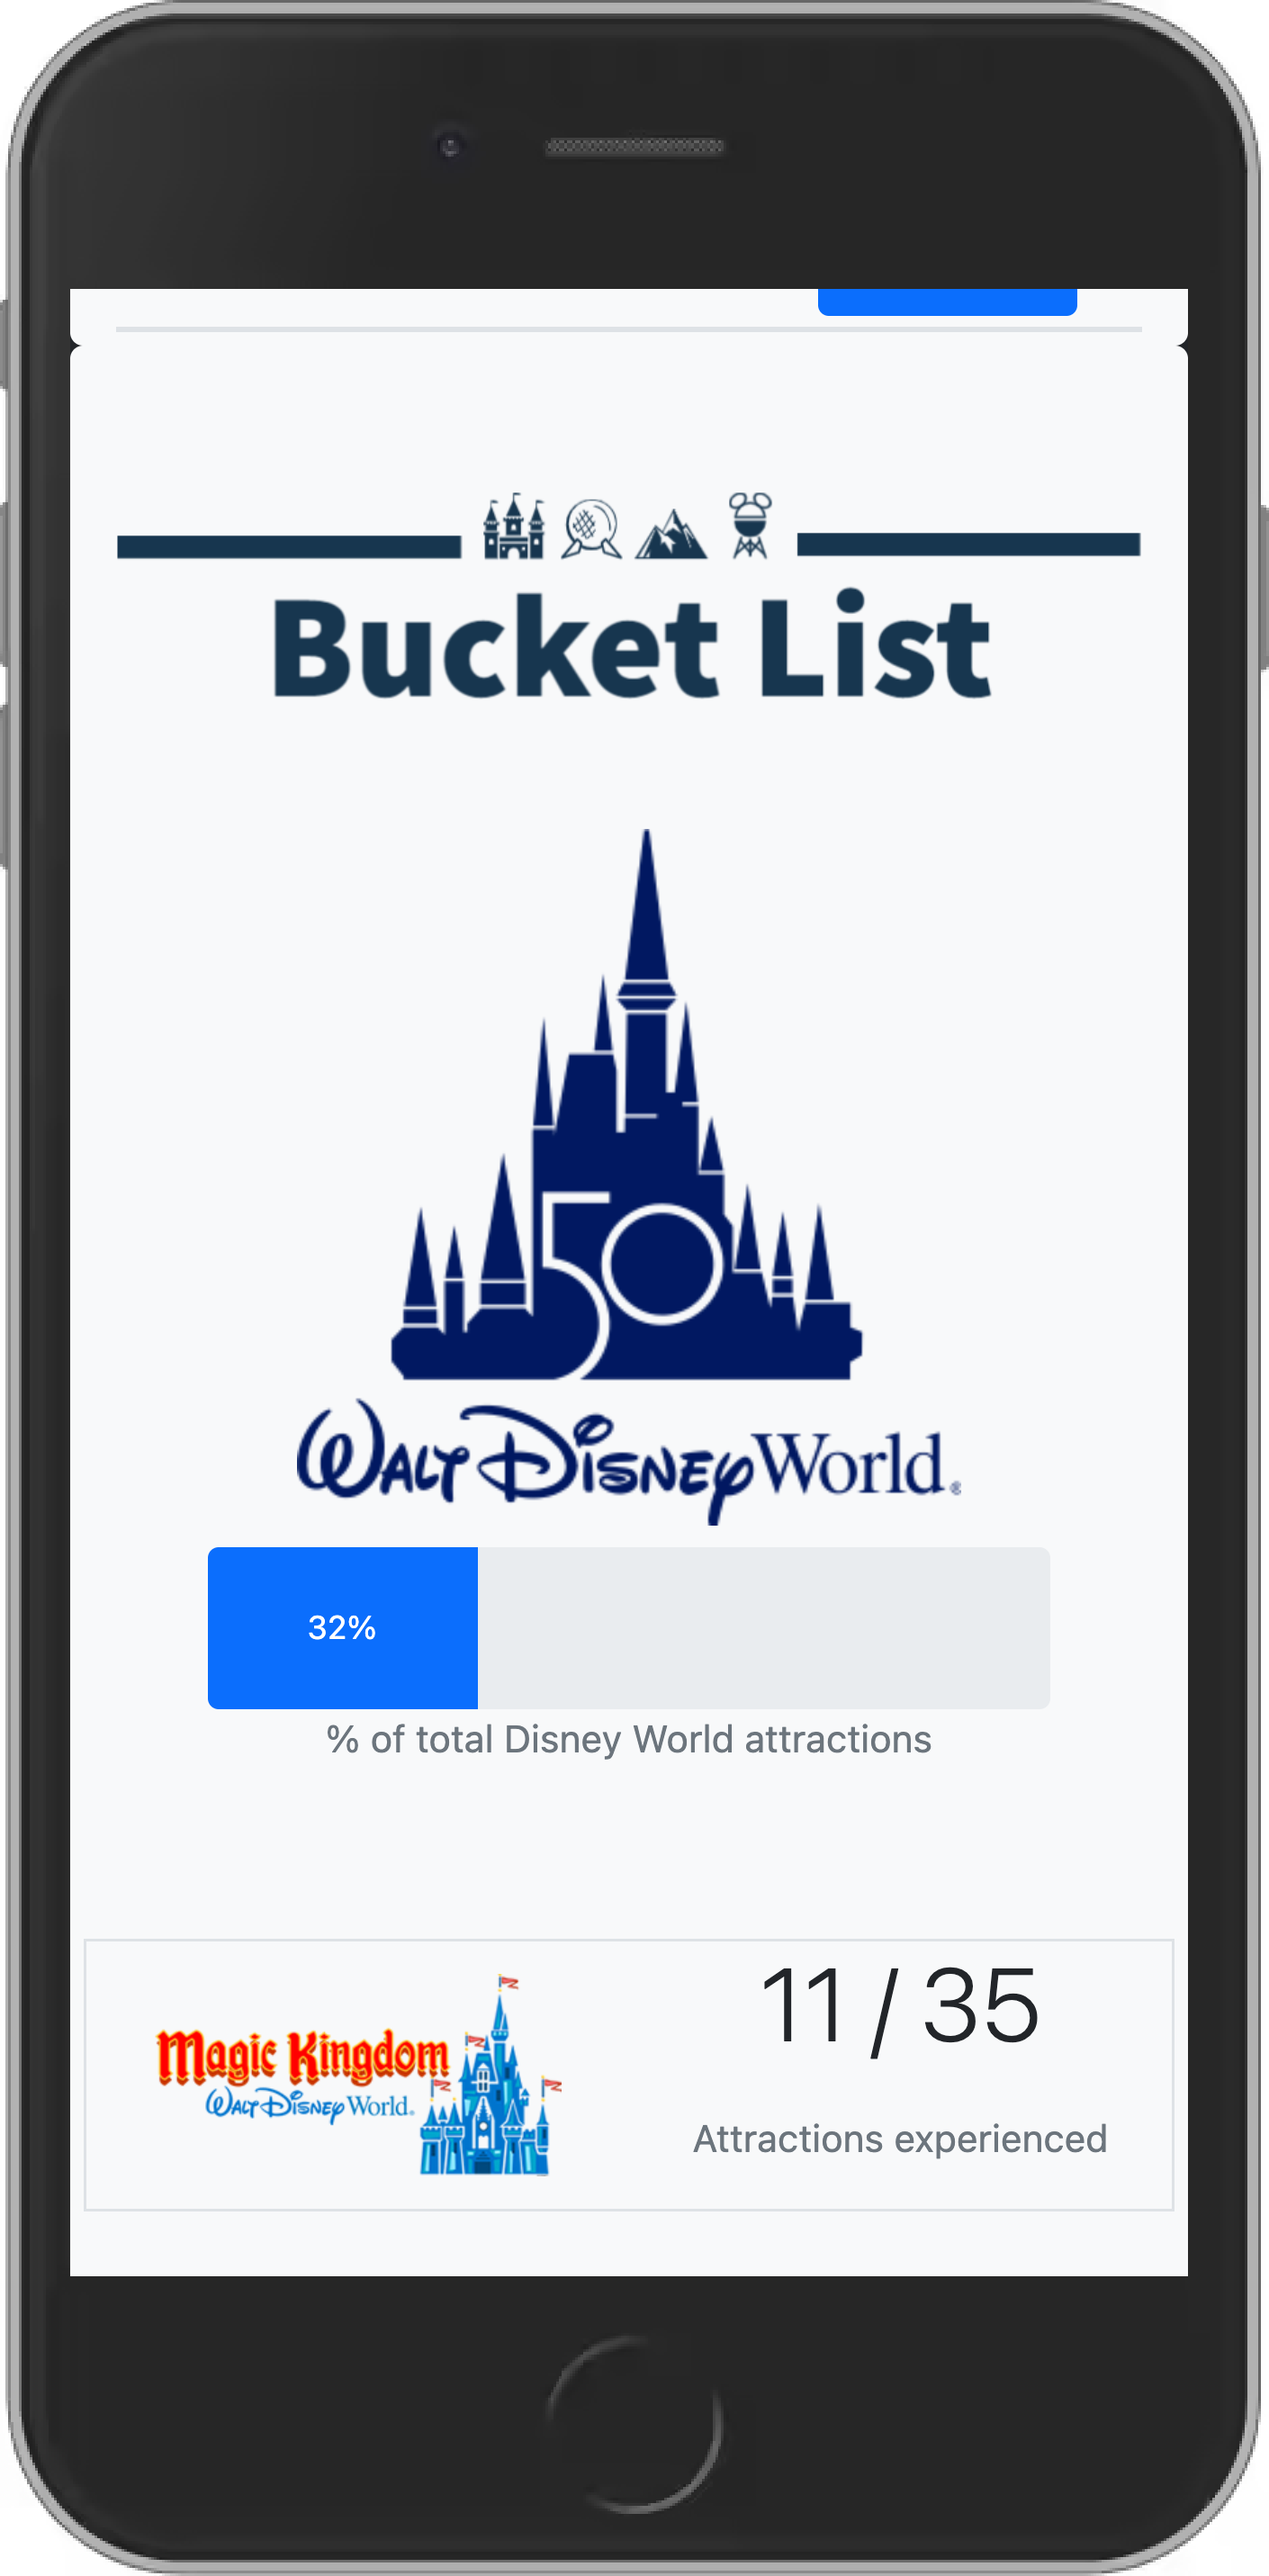 Bucket List
50
Walt Disney World®
32%
% of total Disney World attractions
Magic Kingdom
Walt Disney World®
11 / 35
Attractions experienced